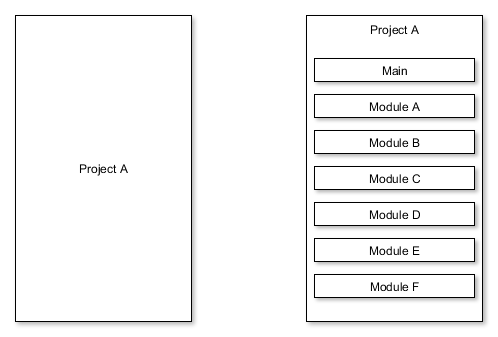 Project A
Project A
Main
Module A
Module B
Module C
Module D
Module E
Module F